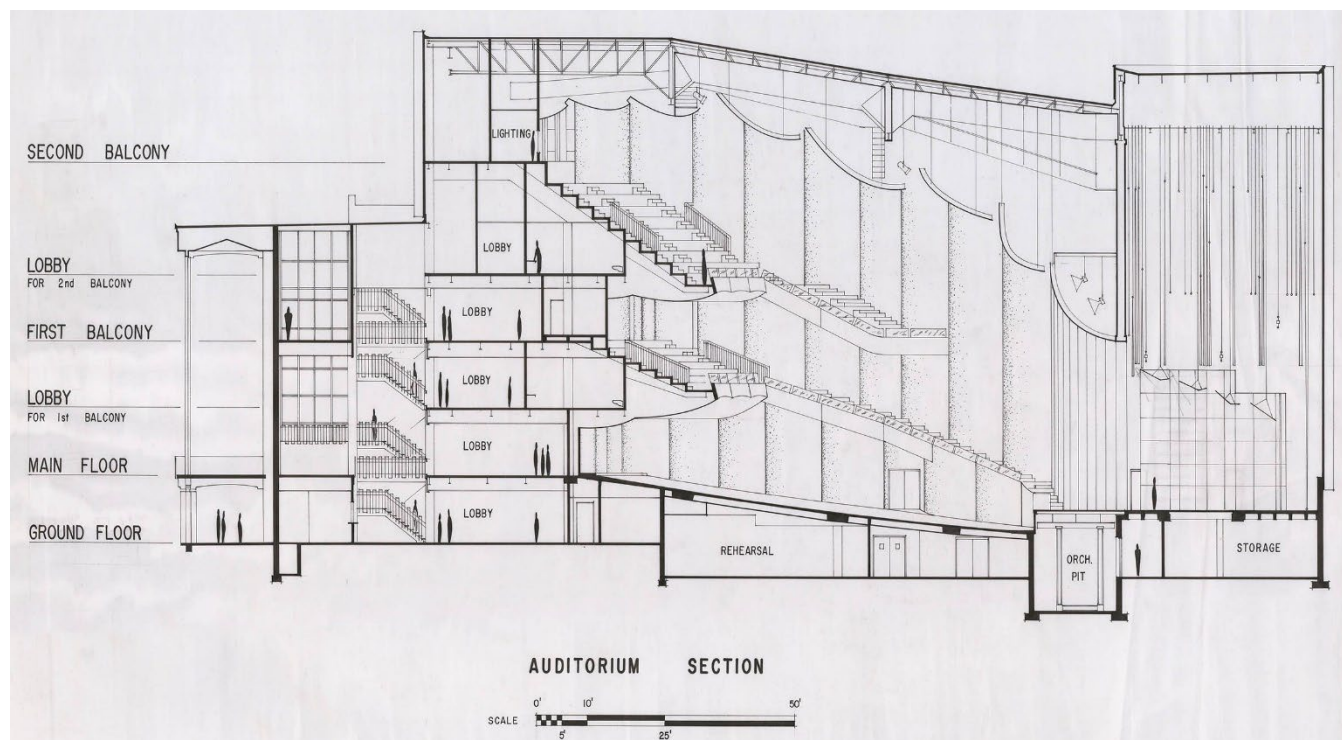 SECOND BALCONY
LOBBY
FOR 2nd BALCONY
FIRST BALCONY
LOBBY
FOR 1st BALCONY
MAIN FLOOR
GROUND FLOOR
LIGHTING
LOBBY
LOBBY
LOBBY
LOBBY
LOBBY
REHEARSAL
ORCH.
PIT
STORAGE
AUDITORIUM SECTION
SCALE
0' 10' 50'
5' 25'